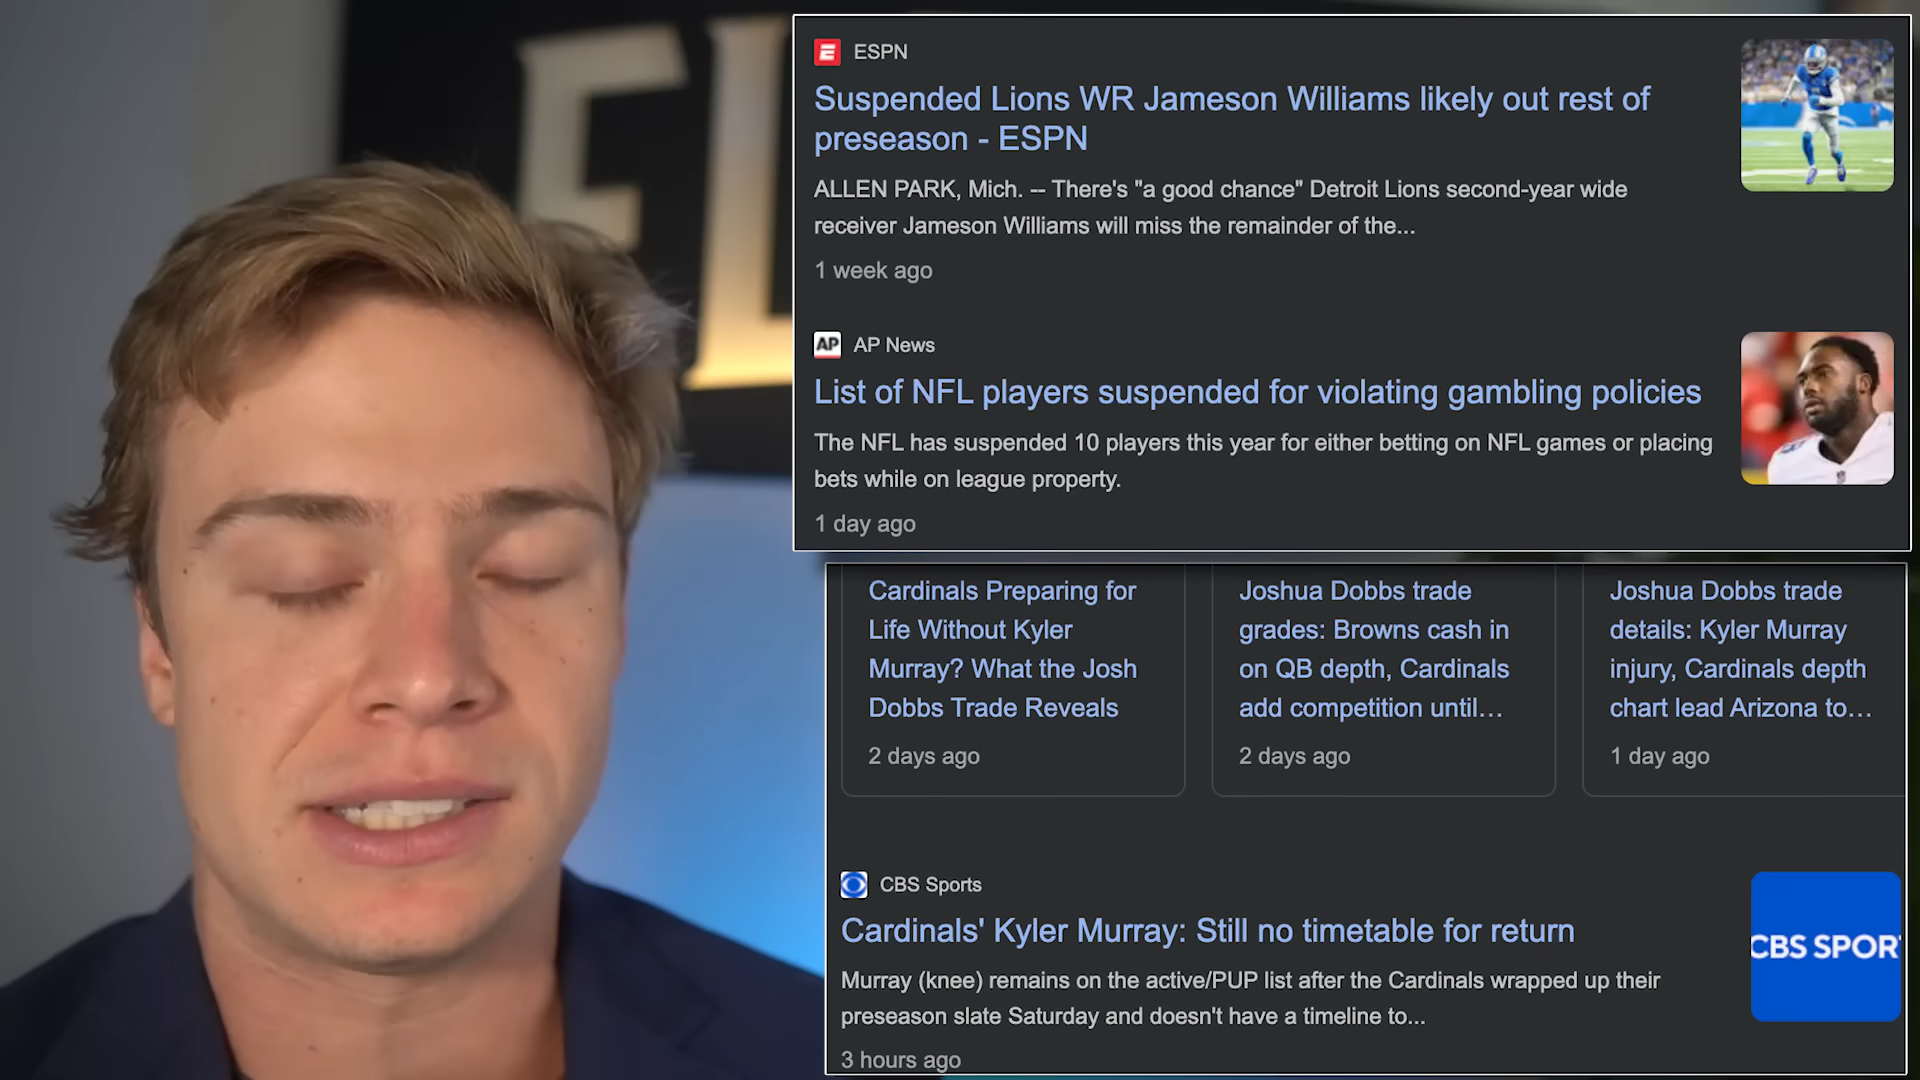 FL
ESPN
Suspended Lions WR Jameson Williams likely out rest of
preseason - ESPN
ALLEN PARK, Mich. -- There's "a good chance" Detroit Lions second-year wide
receiver Jameson Williams will miss the remainder of the...
1 week ago
AP
AP News
List of NFL players suspended for violating gambling policies
The NFL has suspended 10 players this year for either betting on NFL games or placing
bets while on league property.
1 day ago
Cardinals Preparing for
Life Without Kyler
Murray? What the Josh
Dobbs Trade Reveals
2 days ago
Joshua Dobbs trade
grades: Browns cash in
on QB depth, Cardinals
add competition until...
2 days ago
Joshua Dobbs trade
details: Kyler Murray
injury, Cardinals depth
chart lead Arizona to...
1 day ago
CBS Sports
Cardinals' Kyler Murray: Still no timetable for return
Murray (knee) remains on the active/PUP list after the Cardinals wrapped up their
preseason slate Saturday and doesn't have a timeline to...
3 hours ago
CBS SPOR